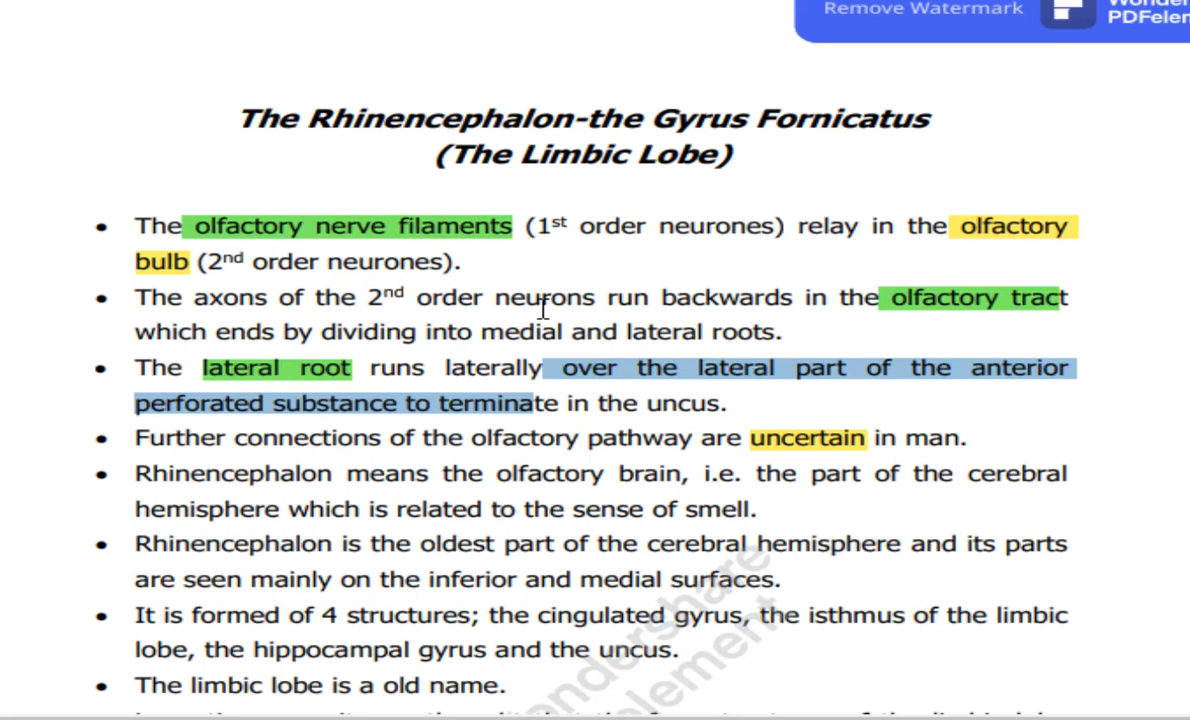 Remove Watermark
PDFelem
The Rhinencephalon-the Gyrus Fornicatus
(The Limbic Lobe)
• The olfactory nerve filaments (1st order neurones) relay in the olfactory
bulb (2nd order neurones).
• The axons of the 2nd order neurons run backwards in the olfactory tract
which ends by dividing into medial and lateral roots.
• The lateral root runs laterally over the lateral part of the anterior
perforated substance to terminate in the uncus.
• Further connections of the olfactory pathway are uncertain in man.
• Rhinencephalon means the olfactory brain, i.e. the part of the cerebral
hemisphere which is related to the sense of smell.
• Rhinencephalon is the oldest part of the cerebral hemisphere and its parts
are seen mainly on the inferior and medial surfaces.
• It is formed of 4 structures; the cingulated gyrus, the isthmus of the limbic
lobe, the hippocampal gyrus and the uncus.
• The limbic lobe is a old name.
ondershare
element